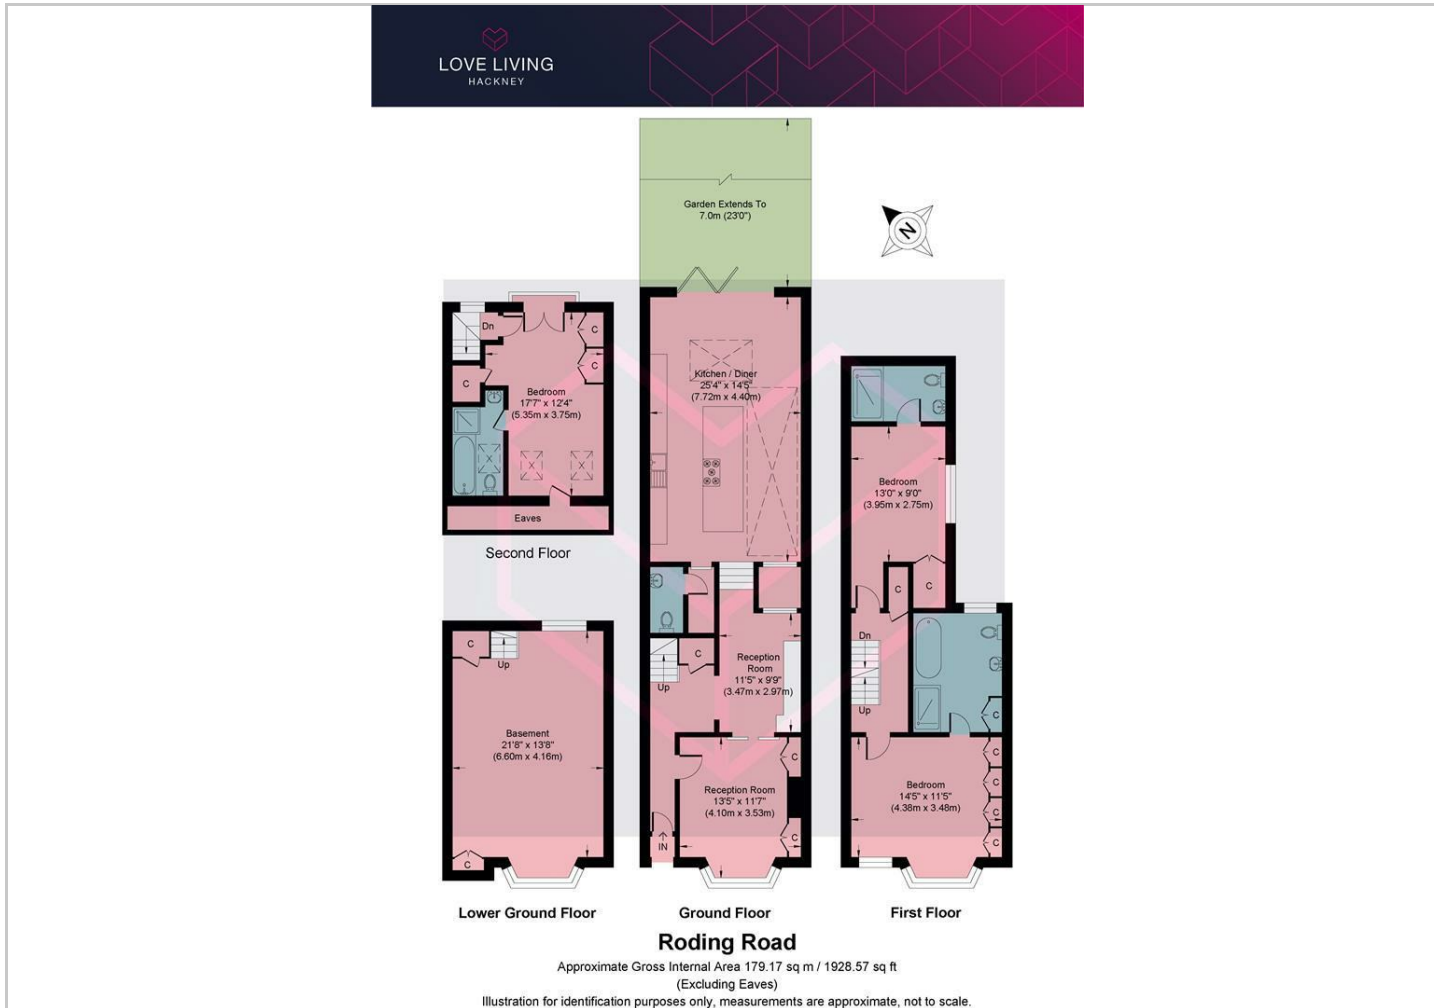 LOVE LIVING
HACKNEY
Garden Extends To
7.0m (23'0")
N
Dn
C
C
C
Bedroom
17'7" x 12'4"
(5.35m x 3.75m)
Eaves
Second Floor
Kitchen / Diner
25'4" x 14'5"
(7.72m x 4.40m)
C
Up
Reception
Room
11'5" x 9'9"
(3.47m x 2.97m)
Reception Room
13'5" x 11'7"
(4.10m x 3.53m)
C
C
IN
Ground Floor
C
Up
Basement
21'8" x 13'8"
(6.60m x 4.16m)
C
Lower Ground Floor
Bedroom
13'0" x 9'0"
(3.95m x 2.75m)
C
C
Dn
Up
C
Bedroom
14'5" x 11'5"
(4.38m x 3.48m)
C
C
C
C
First Floor
Roding Road
Approximate Gross Internal Area 179.17 sq m / 1928.57 sq ft
(Excluding Eaves)
Illustration for identification purposes only, measurements are approximate, not to scale.